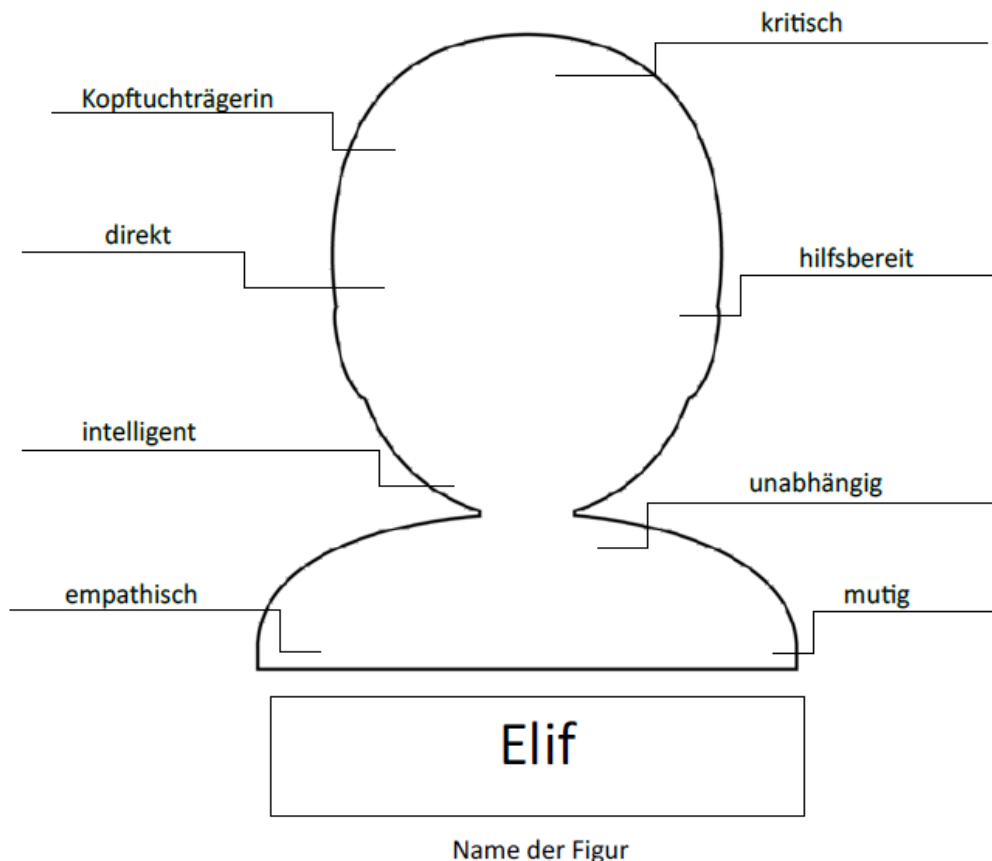 kritisch
Kopftuchträgerin
direkt
hilfsbereit
intelligent
unabhängig
empathisch
mutig
Elif
Name der Figur